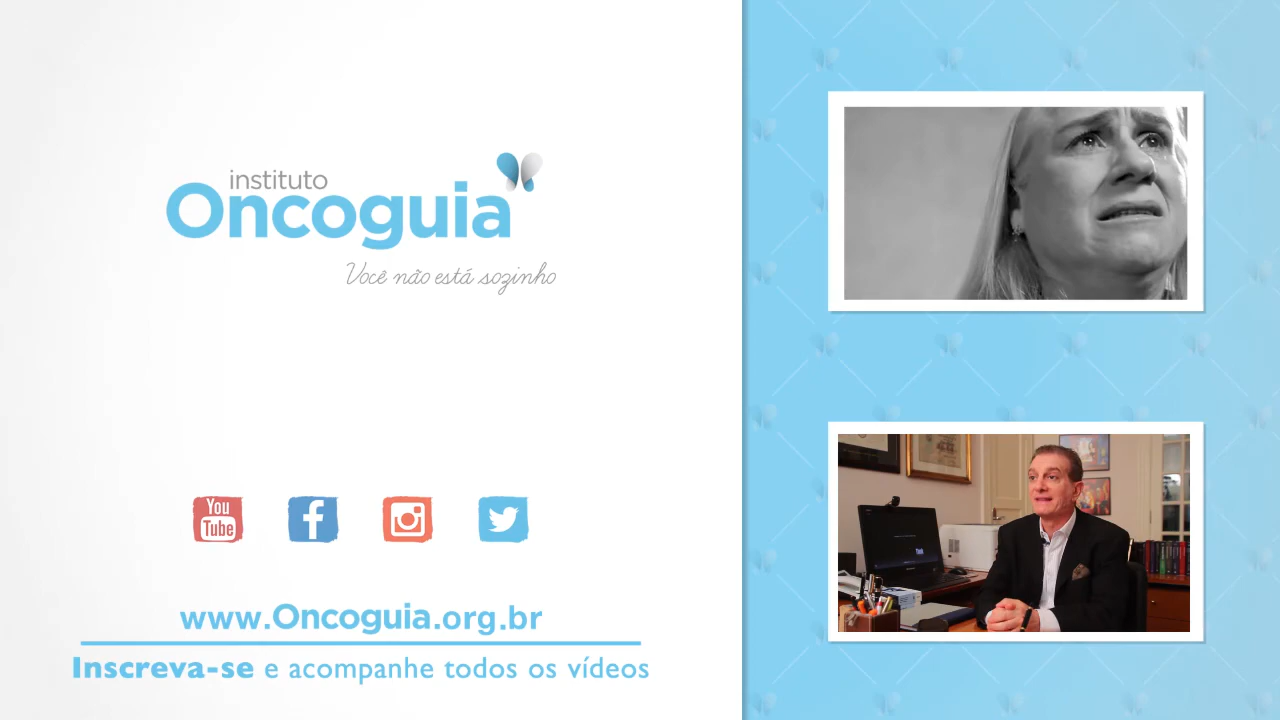 instituto
Oncoguia
Você não está sozinho
You
Tube
www.Oncoguia.org.br
Inscreva-se e acompanhe todos os vídeos